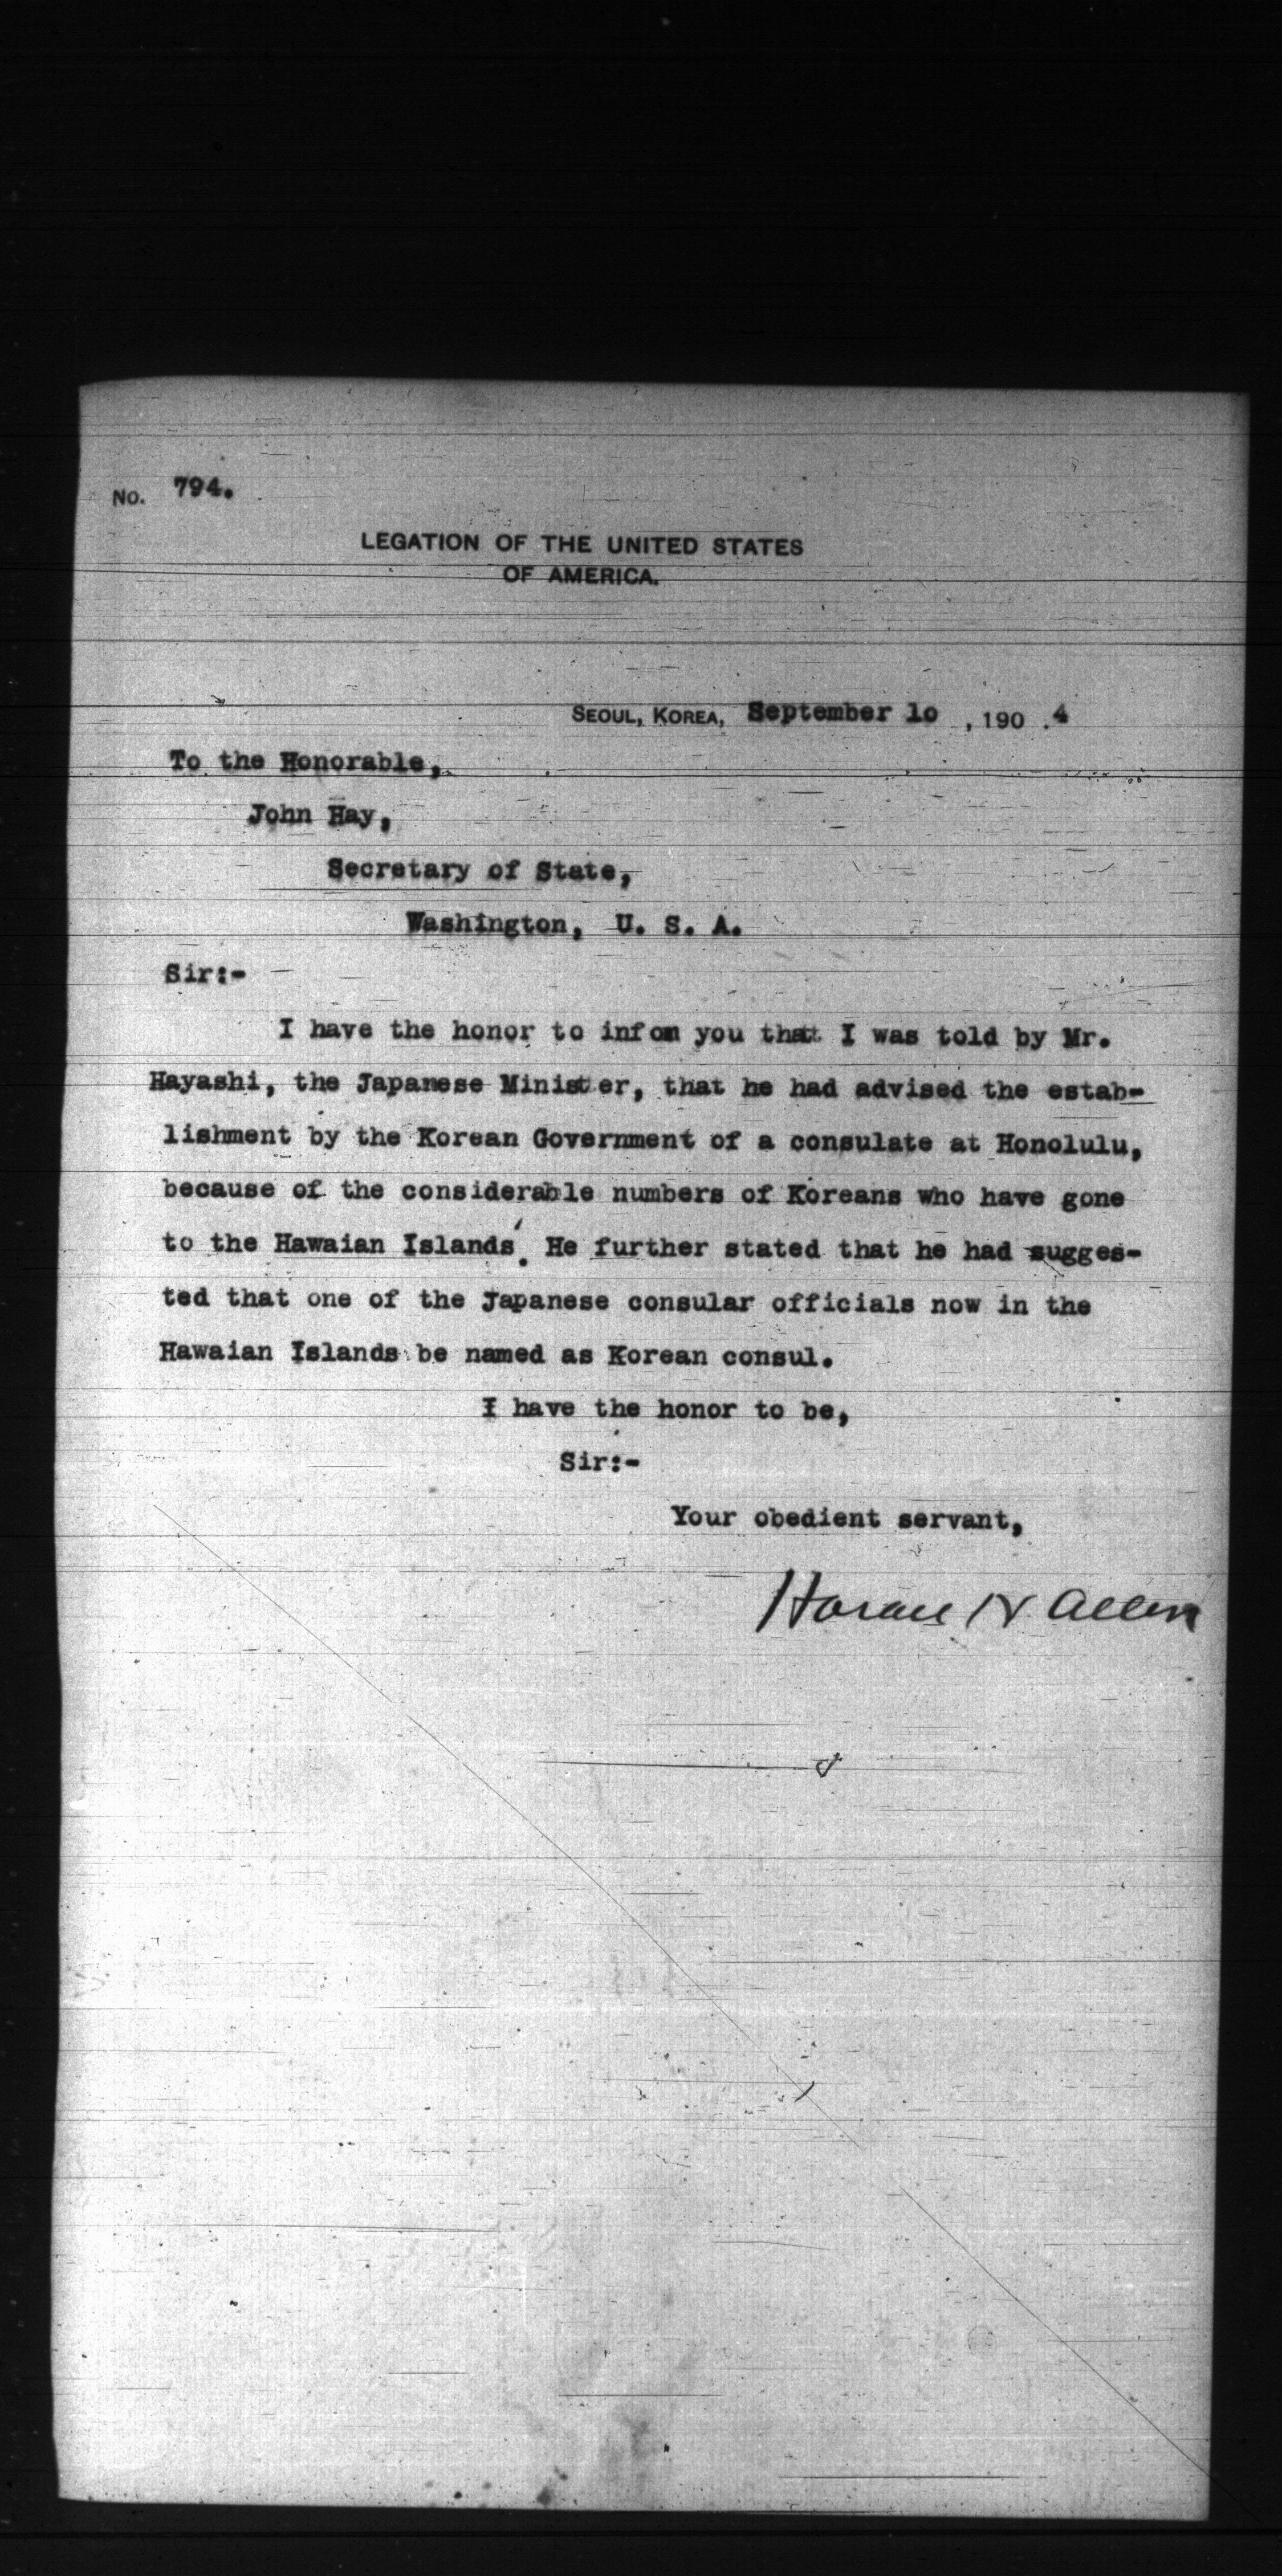 No. 794.
LEGATION OF THE UNITED STATES
OF AMERICA.
SEOUL, KOREA, September 1o , 190 .4
To the Honorable,
John Hay,
Secretary of State,
Washington, U. S. A.
Sir:-
I have the honor to infom you that I was told by Mr.
Hayashi, the Japanese Minister, that he had advised the estab-
lishment by the Korean Government of a consulate at Honolulu,
because of the considerable numbers of Koreans who have gone
to the Hawaian Islands. He further stated that he had sugges-
ted that one of the Japanese consular officials now in the
Hawaian Islands be named as Korean consul.
I have the honor to be,
Sir:-
Your obedient servant,
Horace N Allen